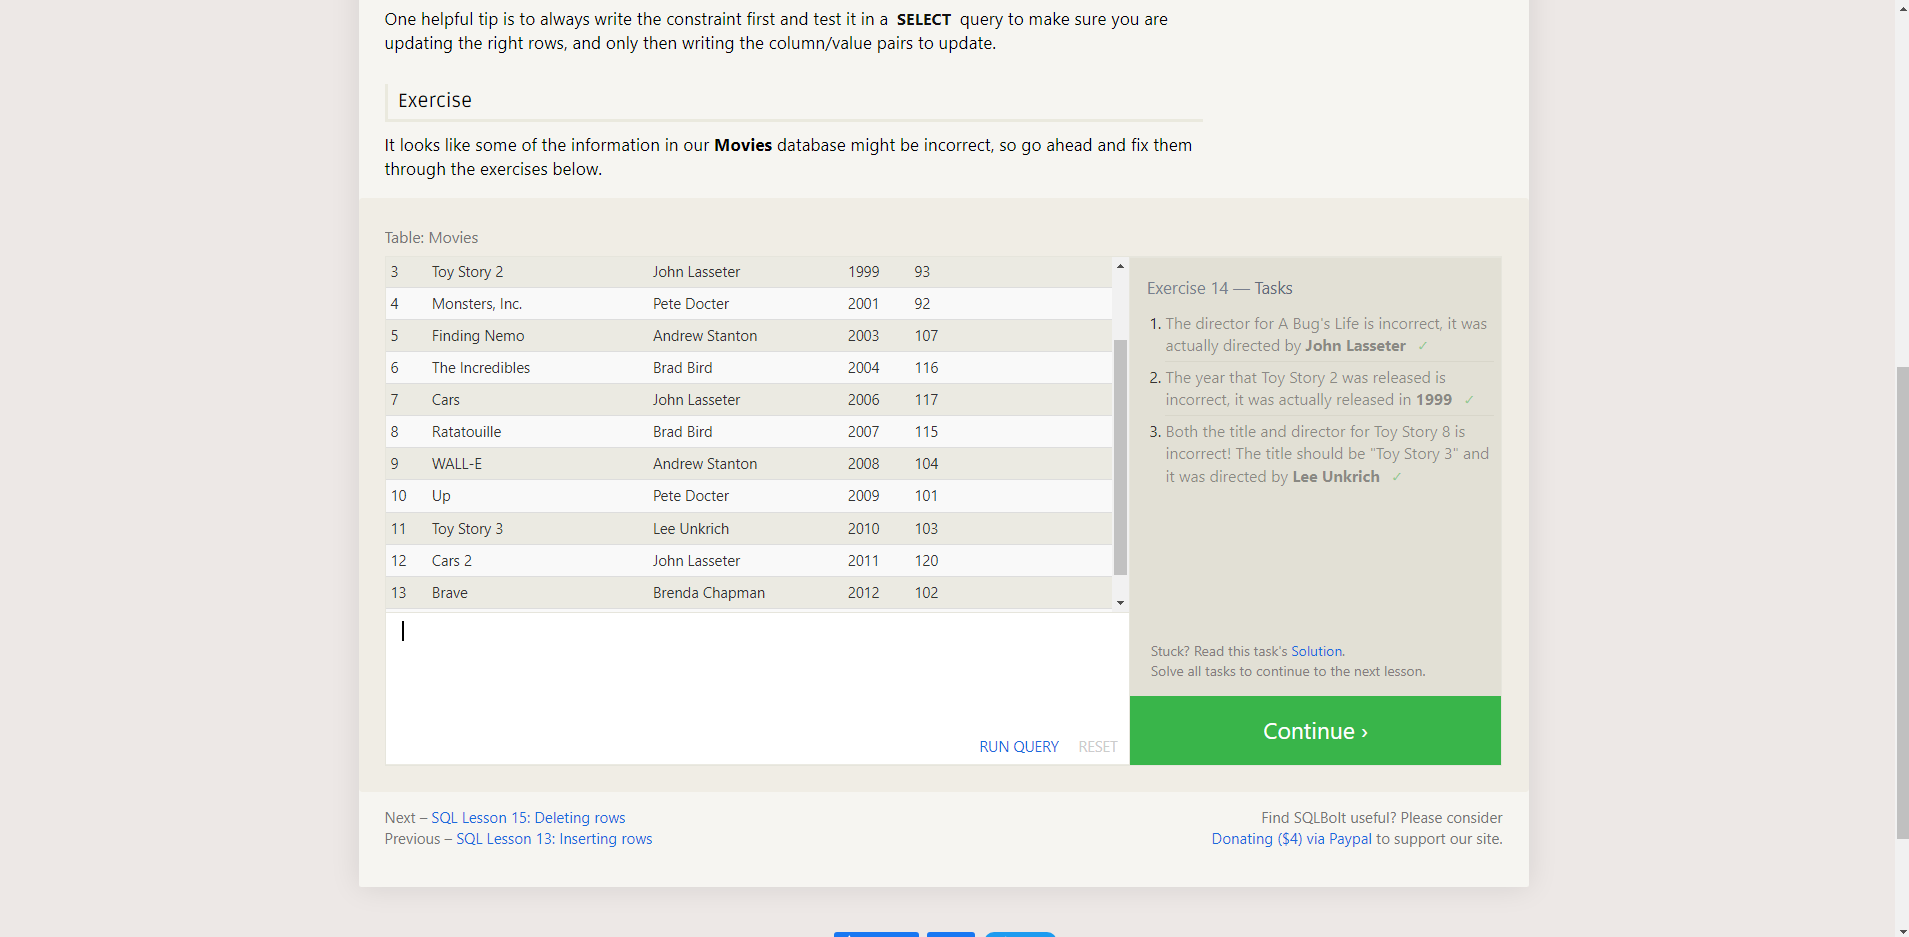 One helpful tip is to always write the constraint first and test it in a SELECT query to make sure you are
updating the right rows, and only then writing the column/value pairs to update.
Exercise
It looks like some of the information in our Movies database might be incorrect, so go ahead and fix them
through the exercises below.
Table: Movies
3 Toy Story 2 John Lasseter 1999 93
4 Monsters, Inc. Pete Docter 2001 92
5 Finding Nemo Andrew Stanton 2003 107
6 The Incredibles Brad Bird 2004 116
7 Cars John Lasseter 2006 117
8 Ratatouille Brad Bird 2007 115
9 WALL-E Andrew Stanton 2008 104
10 Up Pete Docter 2009 101
11 Toy Story 3 Lee Unkrich 2010 103
12 Cars 2 John Lasseter 2011 120
13 Brave Brenda Chapman 2012 102
RUN QUERY RESET
Exercise 14 — Tasks
1. The director for A Bug's Life is incorrect, it was
actually directed by John Lasseter ✓
2. The year that Toy Story 2 was released is
incorrect, it was actually released in 1999 ✓
3. Both the title and director for Toy Story 8 is
incorrect! The title should be "Toy Story 3" and
it was directed by Lee Unkrich ✓
Stuck? Read this task's Solution.
Solve all tasks to continue to the next lesson.
Continue ›
Next – SQL Lesson 15: Deleting rows
Previous – SQL Lesson 13: Inserting rows
Find SQLBolt useful? Please consider
Donating ($4) via Paypal to support our site.